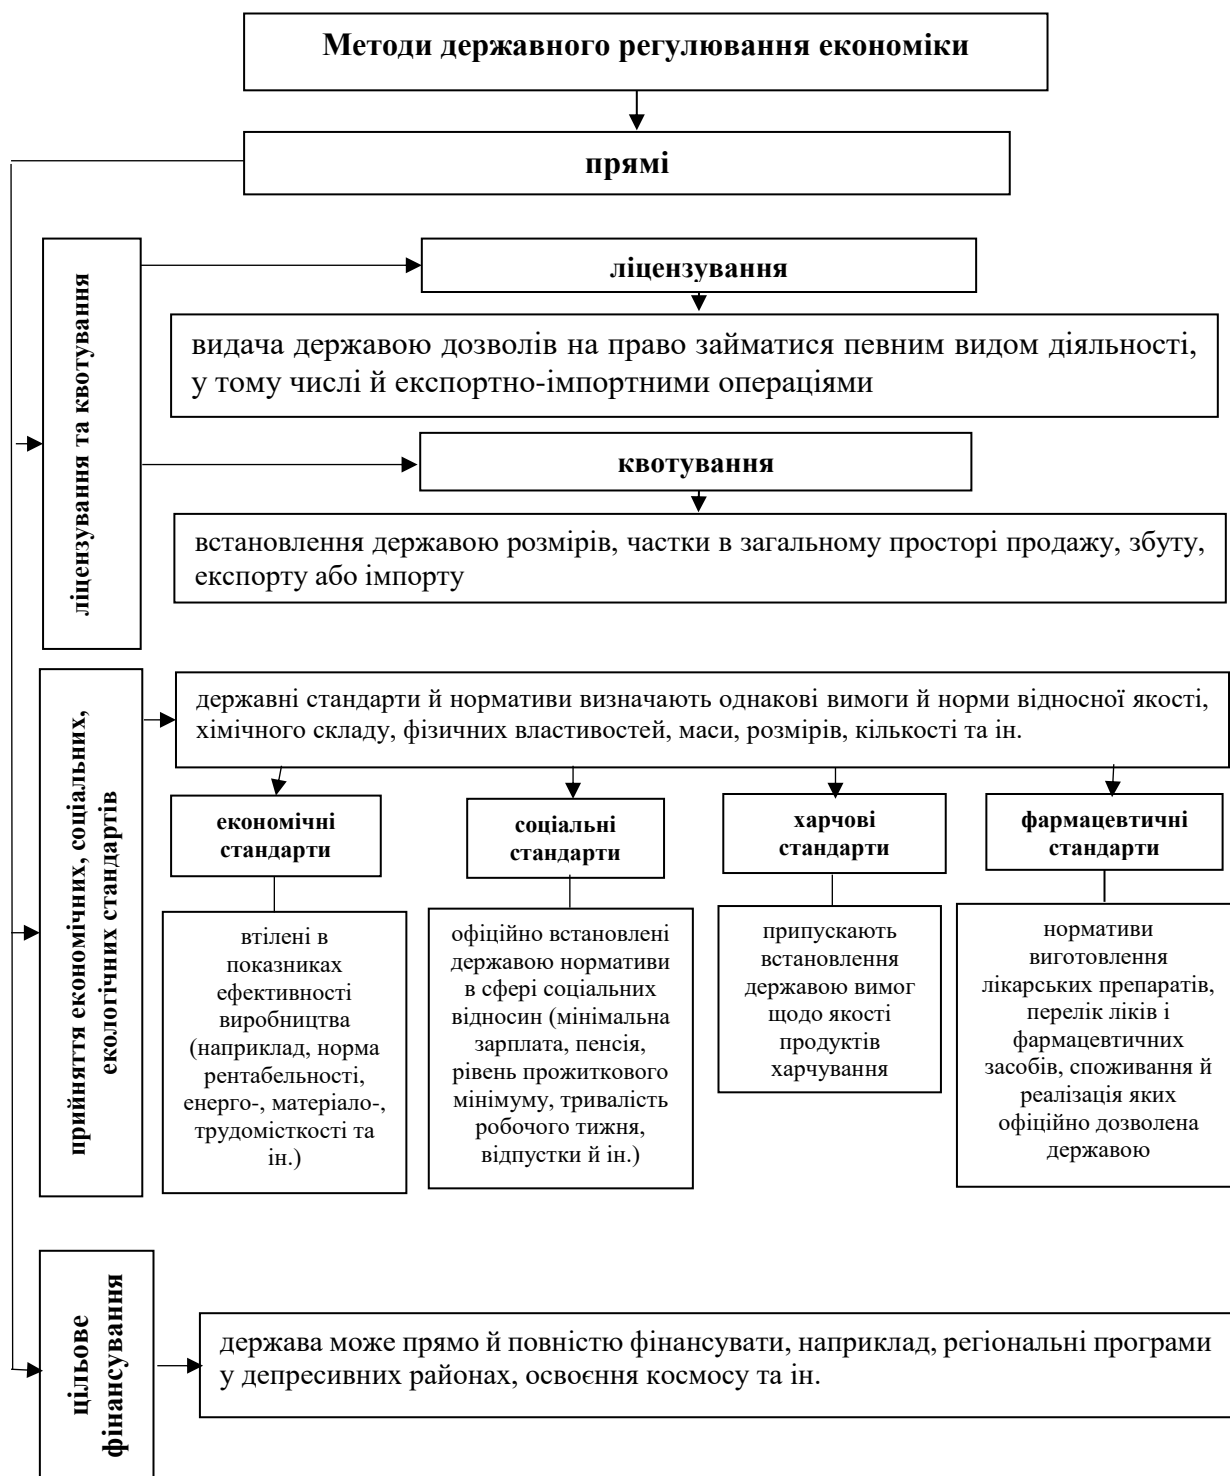 Методи державного регулювання економіки
прямі
ліцензування та квотування
ліцензування
видача державою дозволів на право займатися певним видом діяльності,
у тому числі й експортно-імпортними операціями
квотування
встановлення державою розмірів, частки в загальному просторі продажу, збуту,
експорту або імпорту
прийняття економічних, соціальних,
екологічних стандартів
державні стандарти й нормативи визначають однакові вимоги й норми відносної якості,
хімічного складу, фізичних властивостей, маси, розмірів, кількості та ін.
економічні
стандарти
втілені в
показниках
ефективності
виробництва
(наприклад, норма
рентабельності,
енерго-, матеріало-,
трудомісткості та
ін.)
соціальні
стандарти
офіційно встановлені
державою нормативи
в сфері соціальних
відносин (мінімальна
зарплата, пенсія,
рівень прожиткового
мінімуму, тривалість
робочого тижня,
відпустки й ін.)
харчові
стандарти
припускають
встановлення
державою вимог
щодо якості
продуктів
харчування
фармацевтичні
стандарти
нормативи
виготовлення
лікарських препаратів,
перелік ліків і
фармацевтичних
засобів, споживання й
реалізація яких
офіційно дозволена
державою
цільове
фінансування
держава може прямо й повністю фінансувати, наприклад, регіональні програми
у депресивних районах, освоєння космосу та ін.